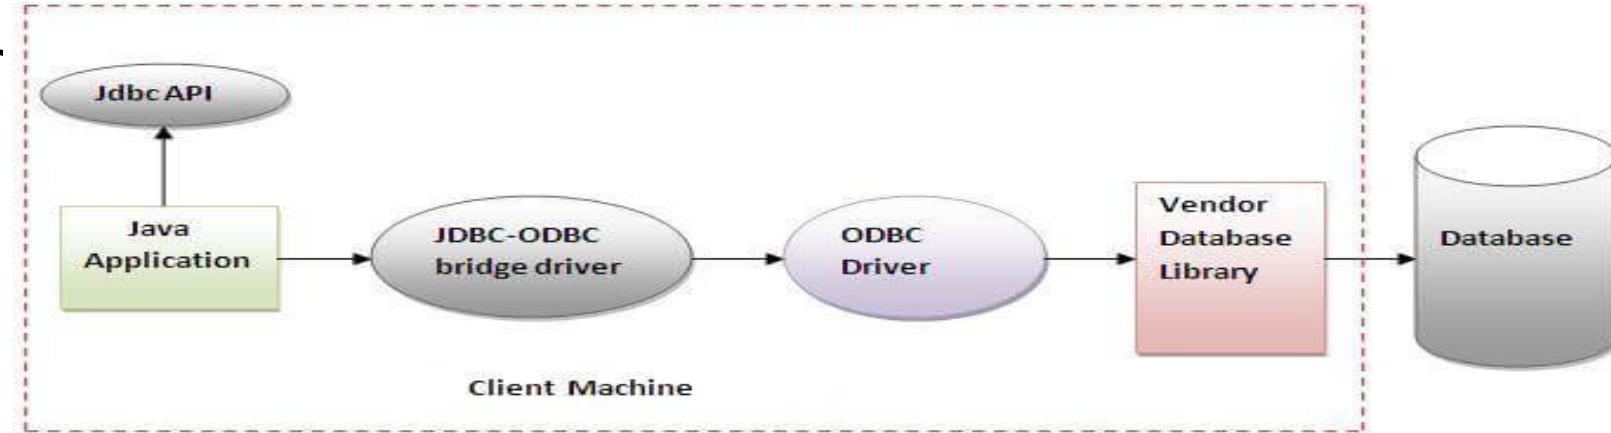 Jdbc API
Java
Application
JDBC-ODBC
bridge driver
ODBC
Driver
Vendor
Database
Library
Database
Client Machine